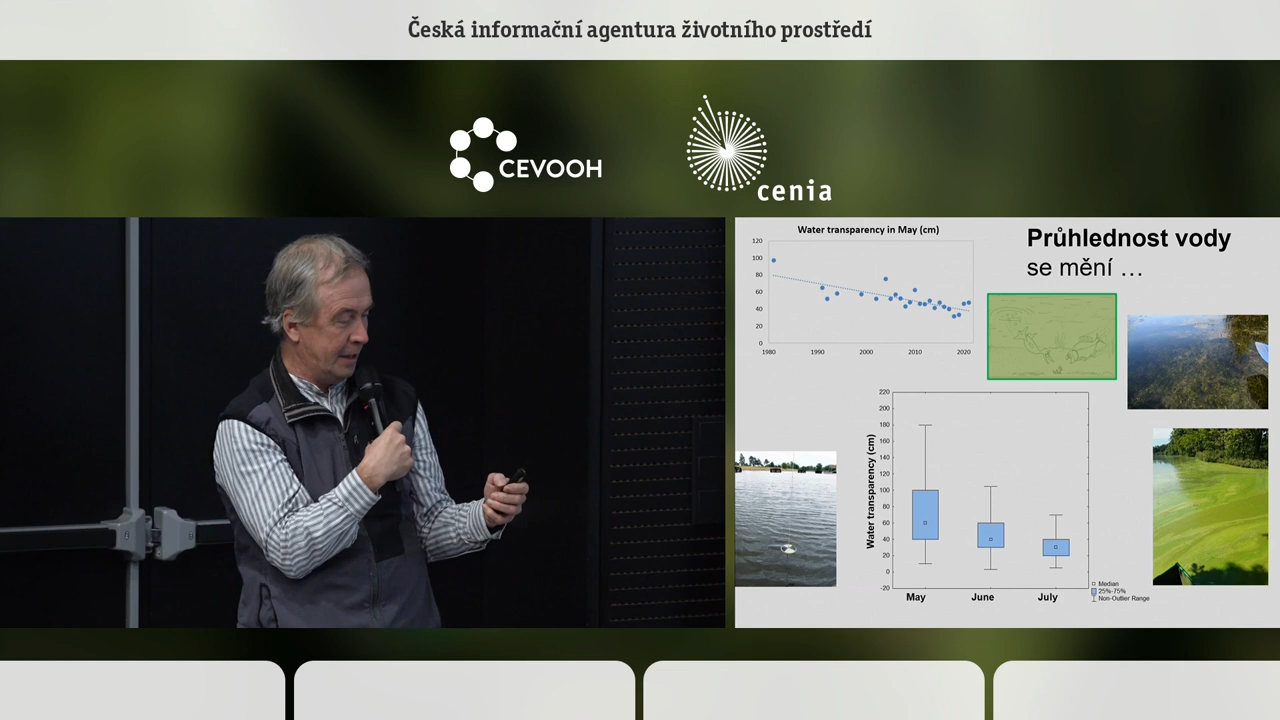 Česká informační agentura životního prostředí
CEVOOH
cenia
Water transparency in May (cm)
120
100
80
60
40
20
0
1980
1990
2000
2010
2020
Průhlednost vody
se mění …
Water transparency (cm)
220
200
180
160
140
120
100
80
60
40
20
0
-20
May
June
July
Median
25%-75%
Non-Outlier Range